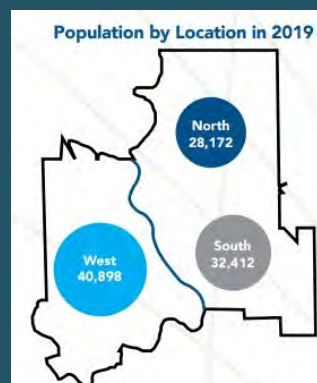 Population by Location in 2019
North
28,172
South
32,412
West
40,898